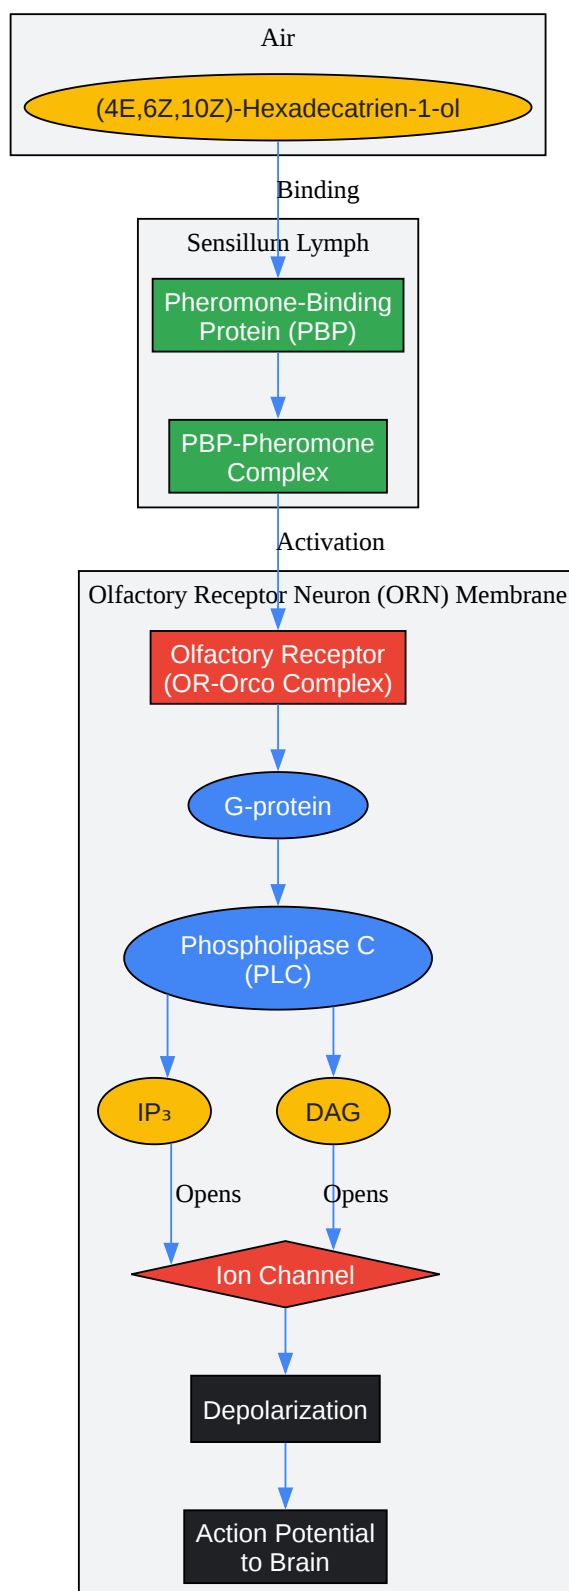 Air
(4E,6Z,10Z)-Hexadecatrien-1-ol
Binding
Sensillum Lymph
Pheromone-Binding
Protein (PBP)
PBP-Pheromone
Complex
Activation
Olfactory Receptor Neuron (ORN) Membrane
Olfactory Receptor
(OR-Orco Complex)
G-protein
Phospholipase C
(PLC)
IP₃
DAG
Opens
Opens
Ion Channel
Depolarization
Action Potential
to Brain